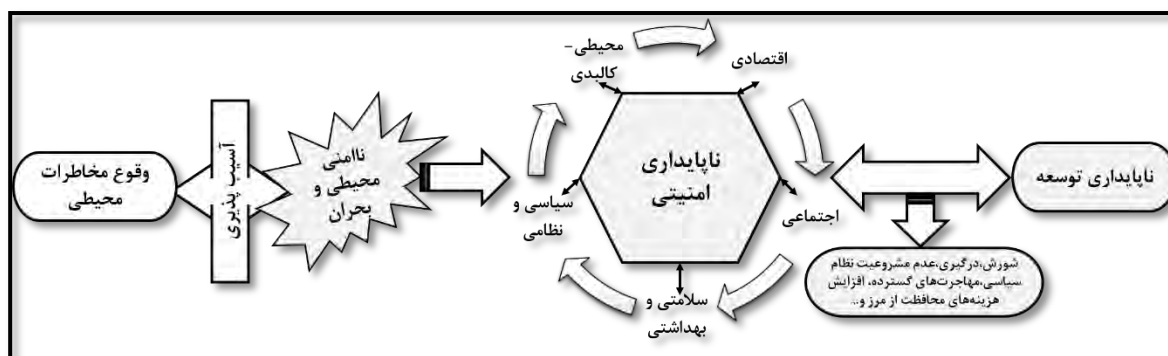 وقوع مخاطرات
محیطی
آسیب پذیری
ناامنی
محیطی و
بحران
محیطی-
کالبدی
اقتصادی
اجتماعی
سلامتی و
بهداشتی
سیاسی و
نظامی
ناپایداری
امنیتی
ناپایداری توسعه
شورش،درگیری،عدم مشروعیت نظام
سیاسی،مهاجرت‌های گسترده، افزایش
هزینه‌های محافظت از مرز و...